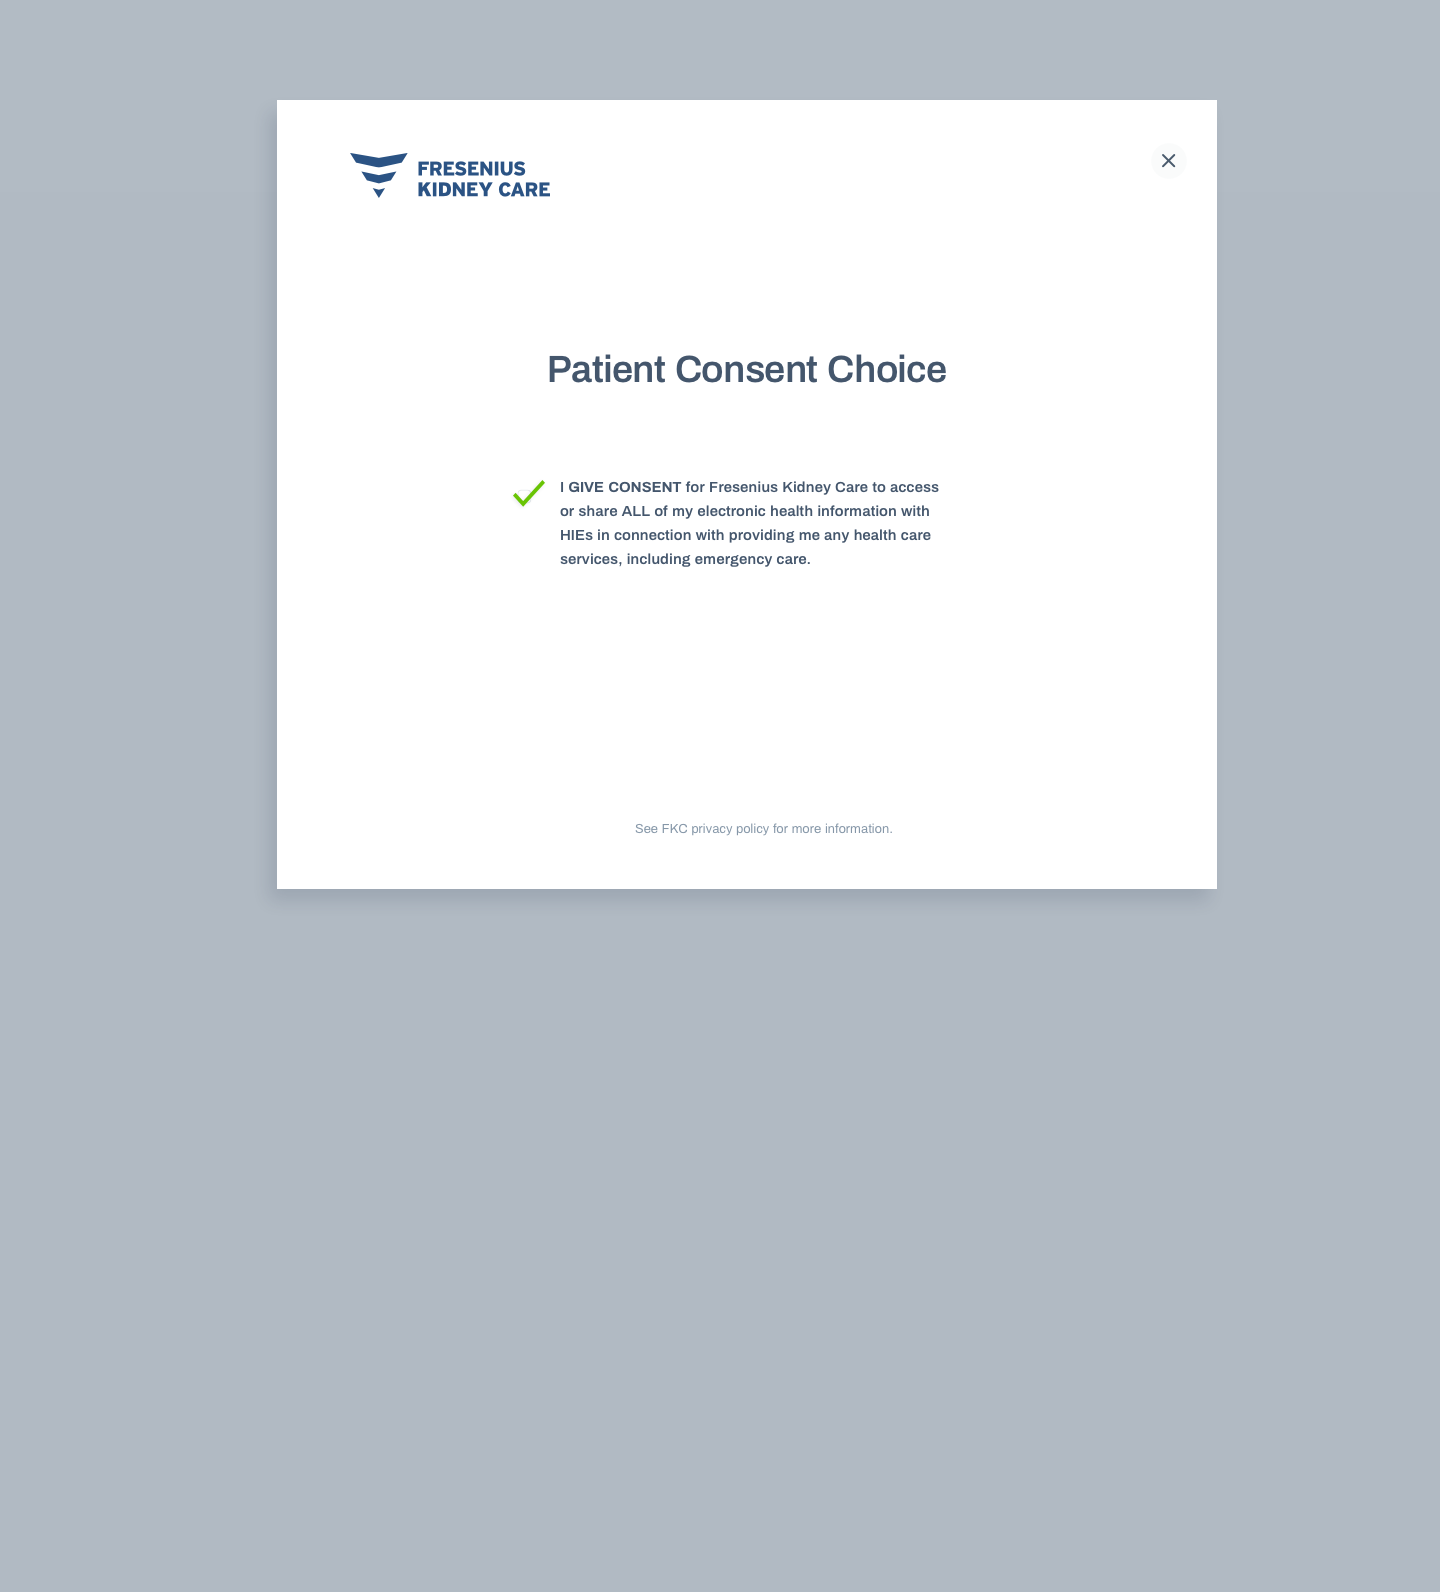 FRESENIUS
KIDNEY CARE
Patient Consent Choice
I GIVE CONSENT for Fresenius Kidney Care to access
or share ALL of my electronic health information with
HIEs in connection with providing me any health care
services, including emergency care.
See FKC privacy policy for more information.